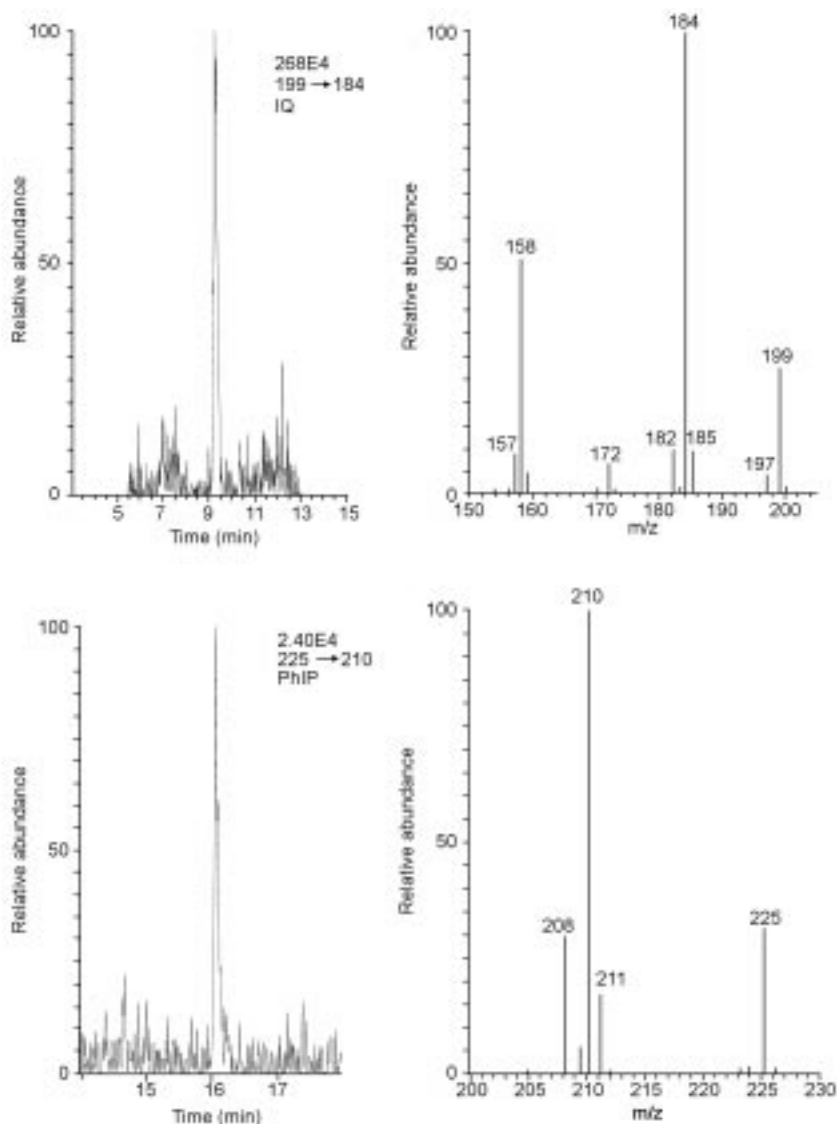 100
50
0
Relative abundance
268E4
199 → 184
IQ
5 7 9 11 13 15
Time (min)
100
50
0
Relative abundance
184
158
199
157
172
182
185
197
150 160 170 180 190 200
m/z
100
50
0
Relative abundance
2.40E4
225 → 210
PhIP
15 16 17
Time (min)
100
50
0
Relative abundance
210
208
211
225
200 205 210 215 220 225 230
m/z